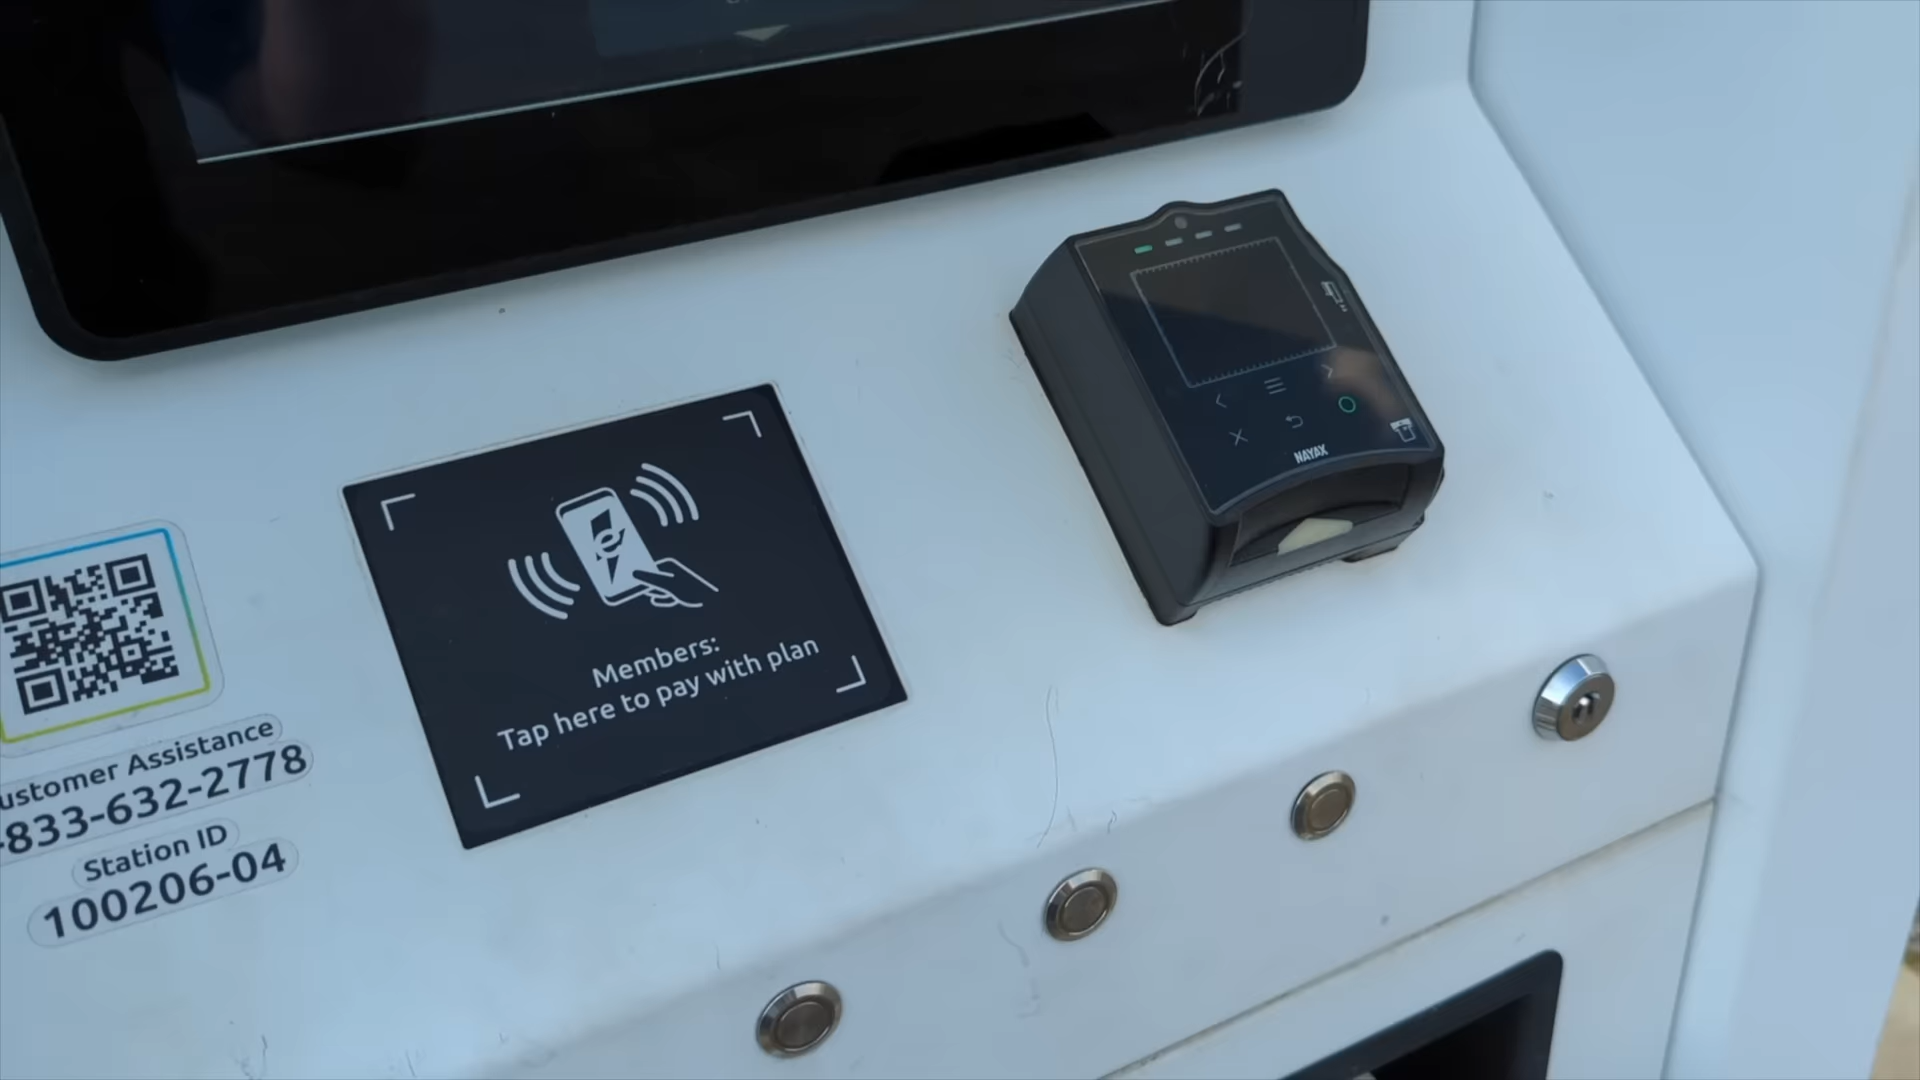 NAYAX
Members:
Tap here to pay with plan
ustomer Assistance
-833-632-2778
Station ID
100206-04